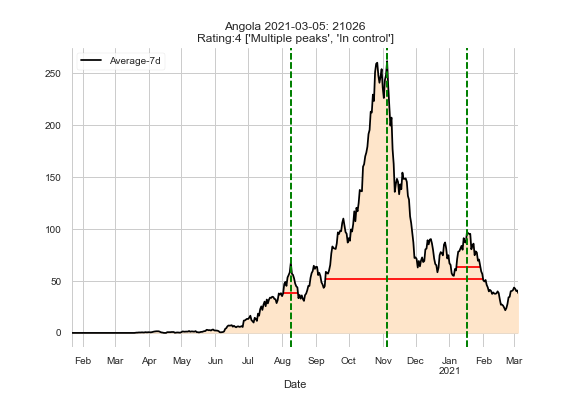 Angola 2021-03-05: 21026
Rating:4 ['Multiple peaks', 'In control']
Average-7d
250
200
150
100
50
0
Feb Mar Apr May Jun Jul Aug Sep Oct Nov Dec Jan Feb Mar
2021
Date